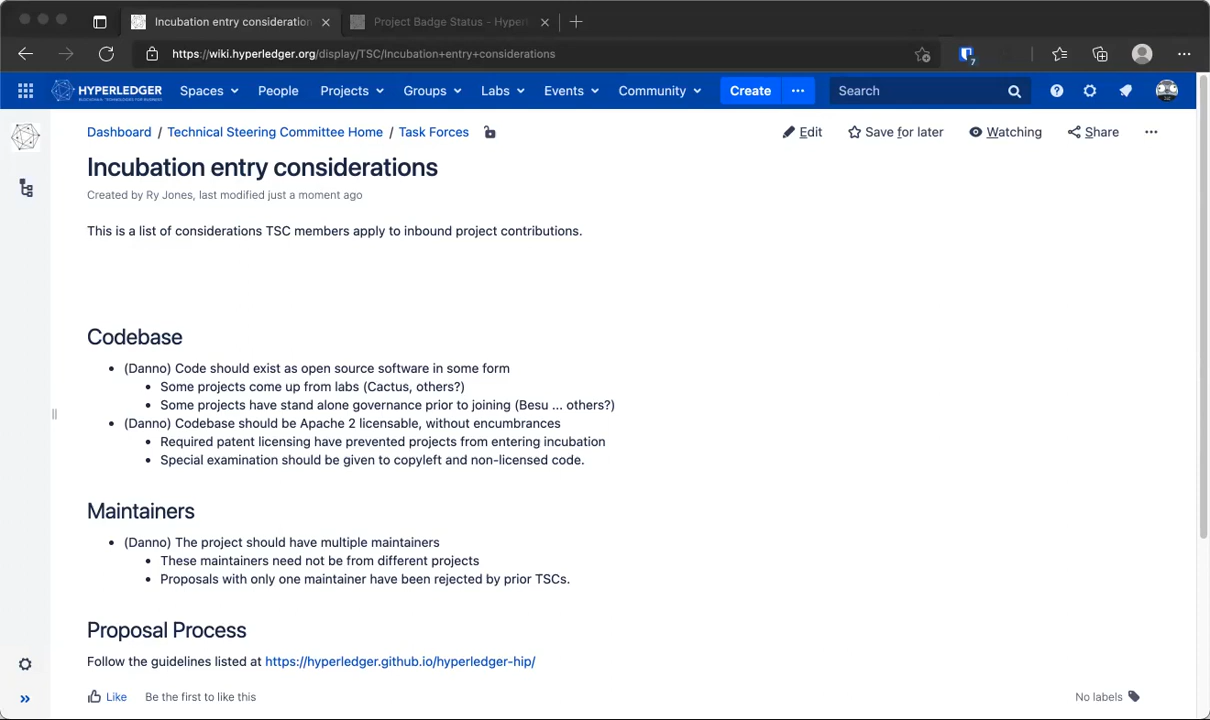 Incubation entry consideration
Project Badge Status - Hyperl
https://wiki.hyperledger.org/display/TSC/Incubation+entry+considerations
7
HYPERLEDGER
Spaces
People
Projects
Groups
Labs
Events
Community
Create
Search
Dashboard / Technical Steering Committee Home / Task Forces
Edit
Save for later
Watching
Share
Incubation entry considerations
Created by Ry Jones, last modified just a moment ago
This is a list of considerations TSC members apply to inbound project contributions.
Codebase
• (Danno) Code should exist as open source software in some form
• Some projects come up from labs (Cactus, others?)
• Some projects have stand alone governance prior to joining (Besu ... others?)
• (Danno) Codebase should be Apache 2 licensable, without encumbrances
• Required patent licensing have prevented projects from entering incubation
• Special examination should be given to copyleft and non-licensed code.
Maintainers
• (Danno) The project should have multiple maintainers
• These maintainers need not be from different projects
• Proposals with only one maintainer have been rejected by prior TSCs.
Proposal Process
Follow the guidelines listed at https://hyperledger.github.io/hyperledger-hip/
Like
Be the first to like this
No labels